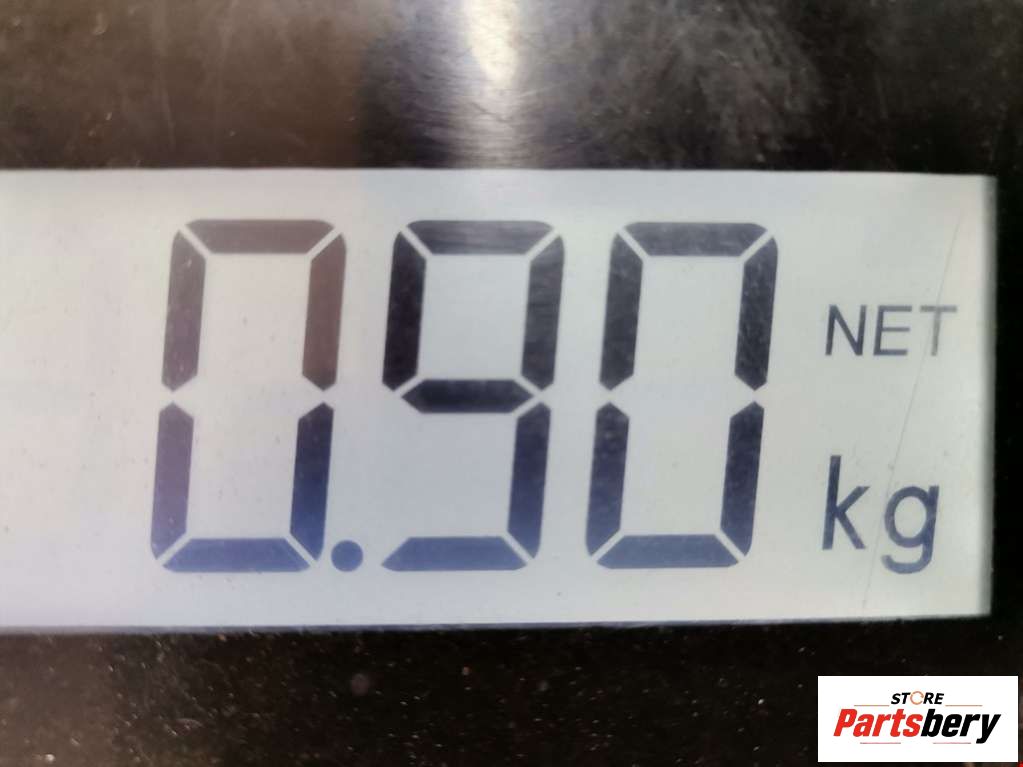 0.90
NET
kg
STORE
Partsbery